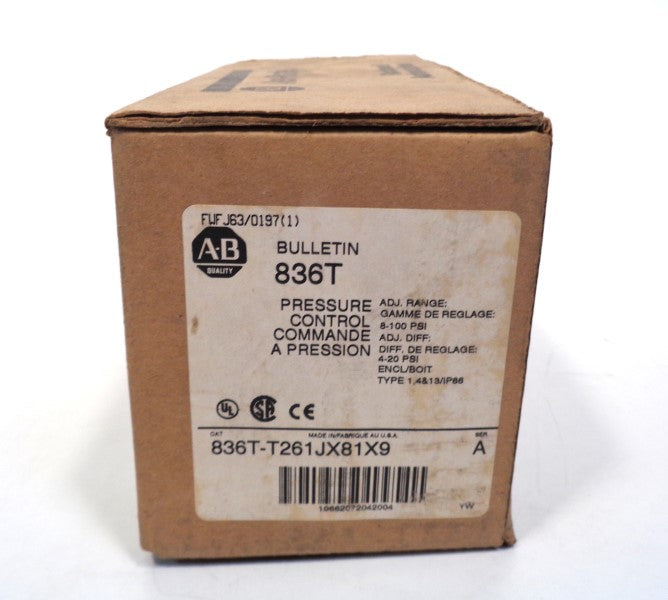 FWFJ63/0197(1)
A-B
QUALITY
BULLETIN
836T
PRESSURE
CONTROL
COMMANDE
A PRESSION
ADJ. RANGE:
GAMME DE REGLAGE:
8-100 PSI
ADJ. DIFF:
DIFF. DE REGLAGE:
4-20 PSI
ENCL/BOIT
TYPE 1,4&13/IP66
UL
SA
CE
CAT
MADE IN/FABRIQUE AU U.S.A.
SER.
836T-T261JX81X9
A
10662072042004
YW